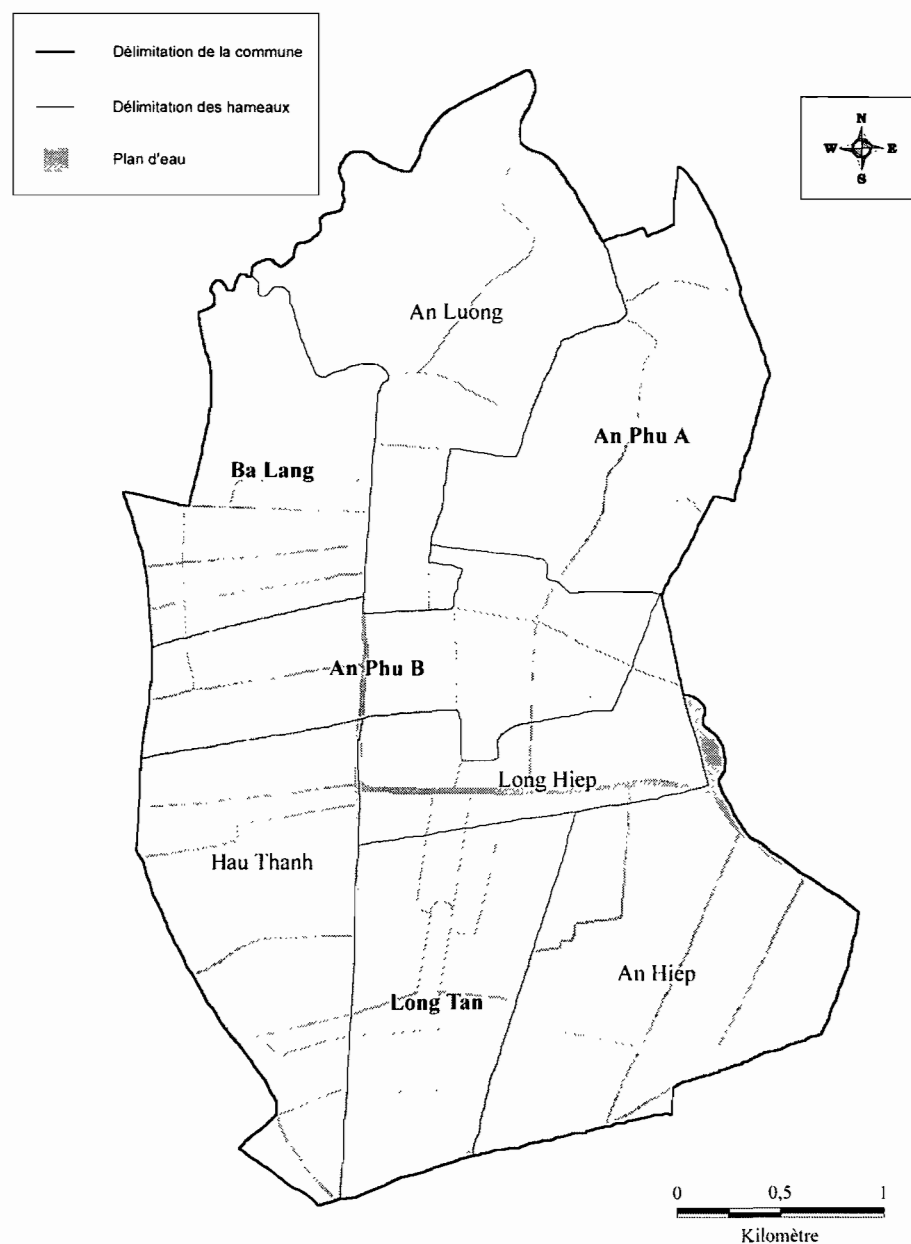 Délimitation de la commune
Délimitation des hameaux
Plan d'eau
N
W E
S
An Luong
An Phu A
Ba Lang
An Phu B
Long Hiep
Hau Thanh
An Hiep
Long Tan
0 0,5 1
Kilomètre